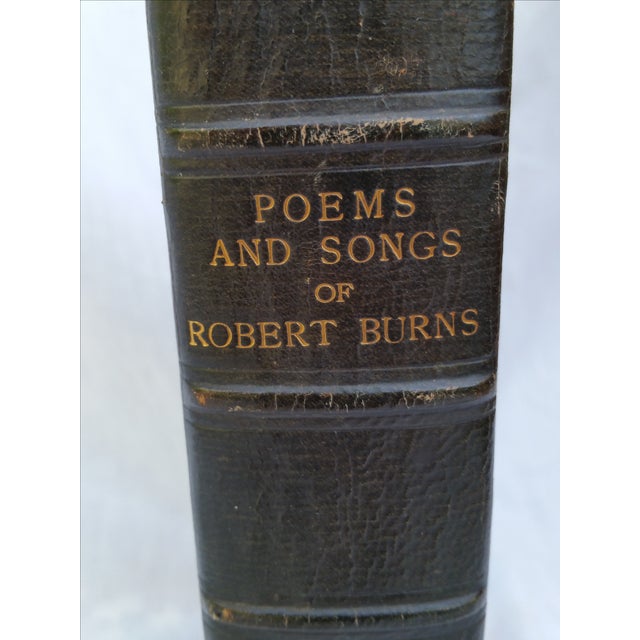 POEMS
AND SONGS
OF
ROBERT BURNS